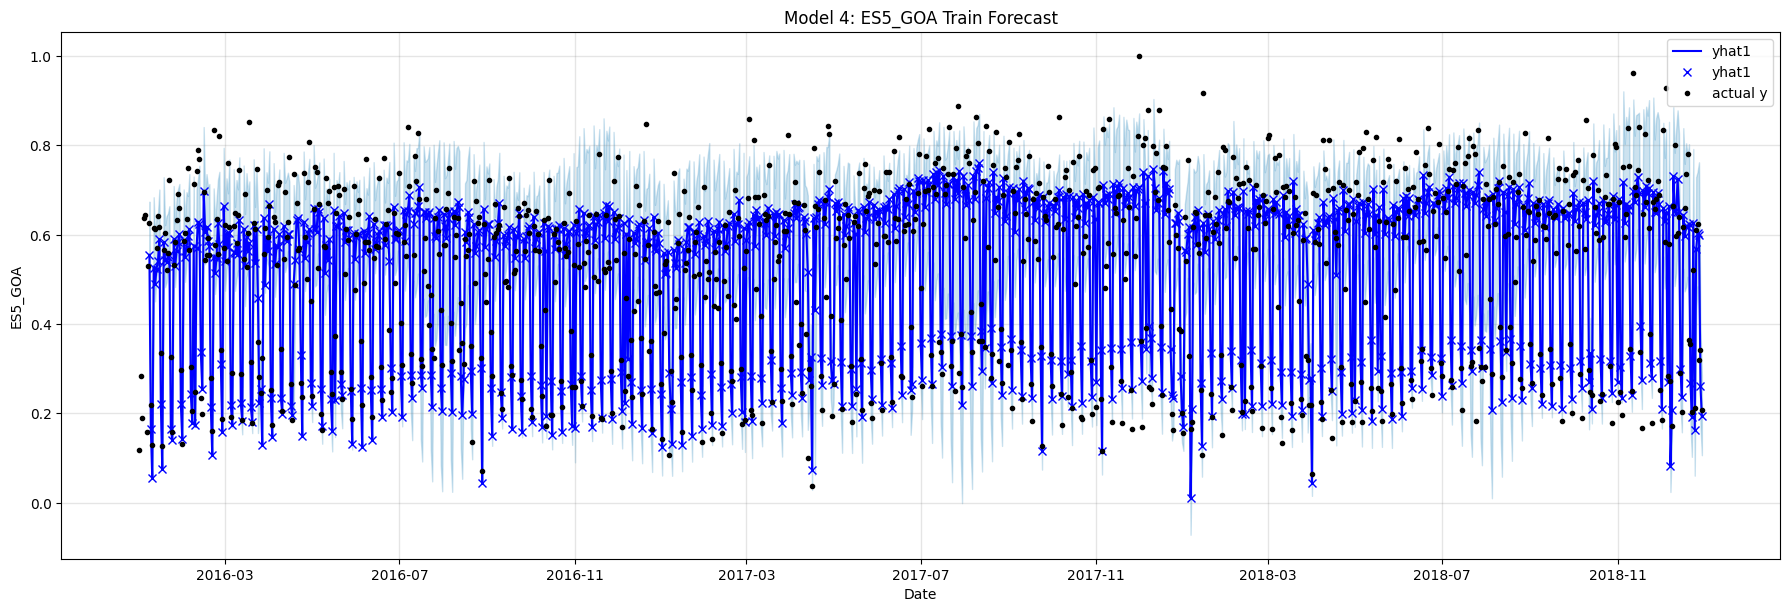 Model 4: ES5_GOA Train Forecast
yhat1
yhat1
actual y
1.0
0.8
0.6
0.4
0.2
0.0
ES5_GOA
2016-03
2016-07
2016-11
2017-03
2017-07
2017-11
2018-03
2018-07
2018-11
Date